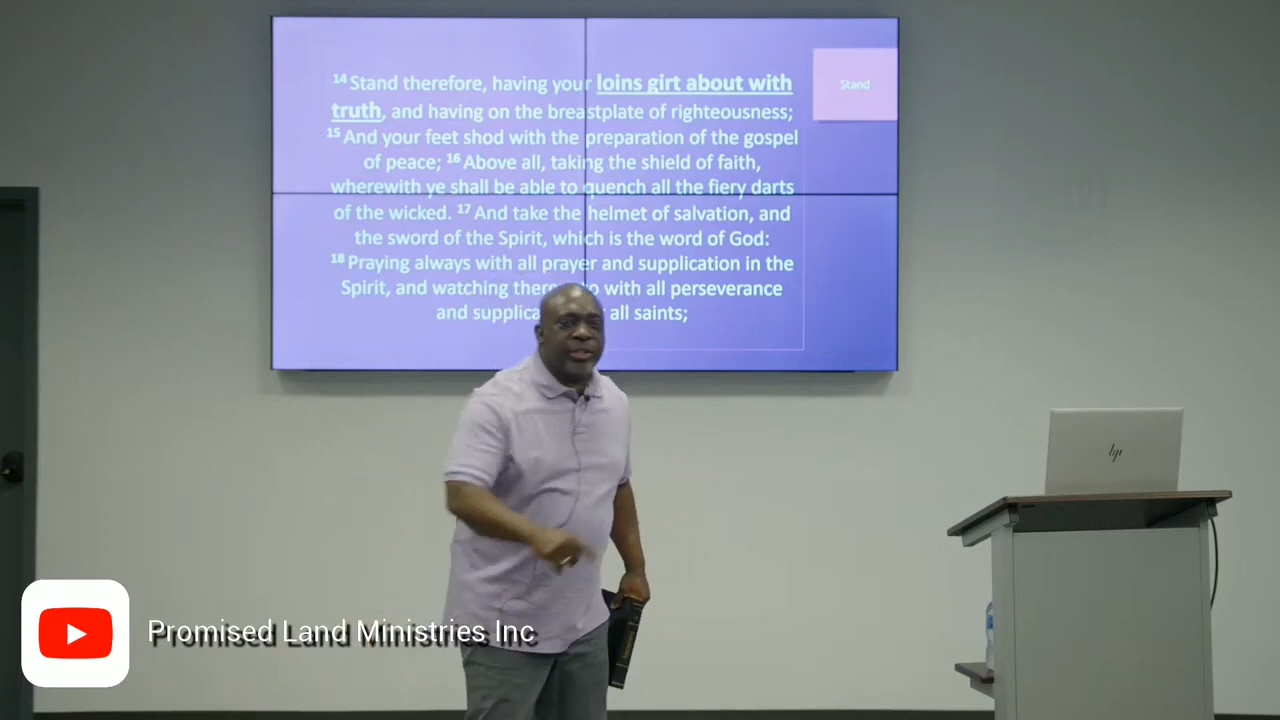 14 Stand therefore, having your loins girt about with
truth, and having on the breastplate of righteousness;
15 And your feet shod with the preparation of the gospel
of peace; 16 Above all, taking the shield of faith,
wherewith ye shall be able to quench all the fiery darts
of the wicked. 17 And take the helmet of salvation, and
the sword of the Spirit, which is the word of God:
18 Praying always with all prayer and supplication in the
Spirit, and watching with all perseverance
and all saints;
Stand
hp
Promised Land Ministries Inc